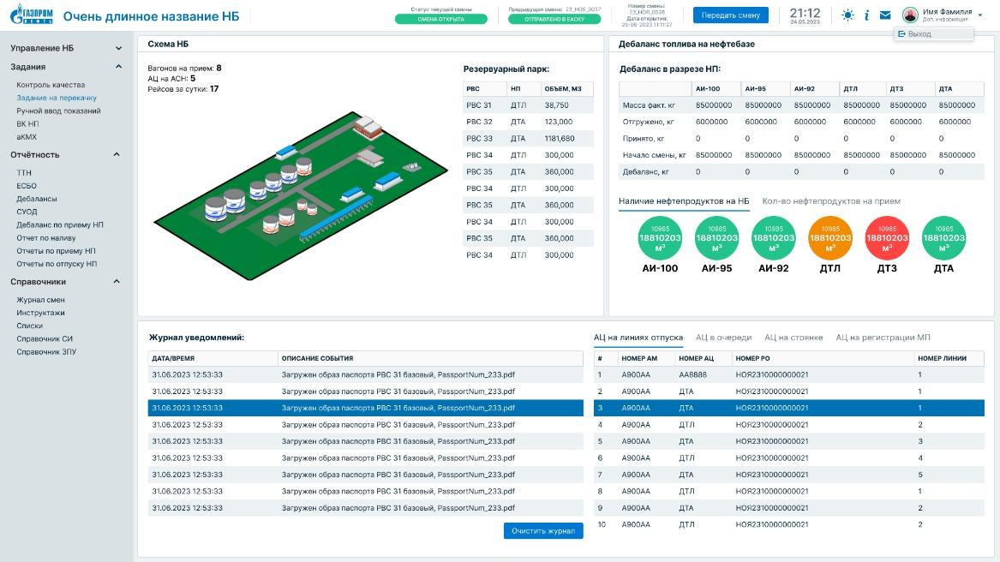 ГАЗПРОМ
НЕФТЬ
Очень длинное название НБ
Статус текущей смены
СМЕНА ОТКРЫТА
Предыдущая смена: 23_НОЯ_0037
ОТПРАВЛЕНО В БАСКУ
Номер смены:
23_НОЯ_0038
Дата открытия:
25-06-2023 11:11:27
Передать смену
21:12
24.05.2023
Имя Фамилия
Доп. информация
Выход
Управление НБ
Задания
Контроль качества
Задание на перекачку
Ручной ввод показаний
ВК НП
аКМХ
Отчётность
ТТН
ЕСБО
Дебалансы
СУОД
Дебаланс по приему НП
Отчет по наливу
Отчеты по приему НП
Отчеты по отпуску НП
Справочники
Журнал смен
Инструктажи
Списки
Справочник СИ
Справочник ЗПУ
Схема НБ
Вагонов на прием: 8
АЦ на АСН: 5
Рейсов за сутки: 17
Резервуарный парк:
РВС НП ОБЪЕМ, М3
РВС 31 ДТЛ 38,750
РВС 32 ДТА 123,000
РВС 33 ДТА 1181,680
РВС 34 ДТЛ 300,000
РВС 35 ДТА 360,000
РВС 34 ДТЛ 300,000
РВС 35 ДТА 360,000
РВС 34 ДТЛ 300,000
РВС 35 ДТА 360,000
РВС 34 ДТЛ 300,000
Дебаланс топлива на нефтебазе
Дебаланс в разрезе НП:
АИ-100 АИ-95 АИ-92 ДТЛ ДТЗ ДТА
Масса факт. кг 85000000 85000000 85000000 85000000 85000000 85000000
Отгружено, кг 6000000 6000000 6000000 6000000 6000000 6000000
Принято, кг 0 0 0 0 0 0
Начало смены, кг 85000000 85000000 85000000 85000000 85000000 85000000
Дебаланс, кг 0 0 0 0 0 0
Наличие нефтепродуктов на НБ Кол-во нефтепродуктов на прием
10985 10985 10985 10985 10985 10985
18810203 18810203 18810203 18810203 18810203 18810203
м³ м³ м³ м³ м³ м³
АИ-100 АИ-95 АИ-92 ДТЛ ДТЗ ДТА
Журнал уведомлений:
ДАТА/ВРЕМЯ ОПИСАНИЕ СОБЫТИЯ
31.06.2023 12:53:33 Загружен образ паспорта РВС 31 базовый, PassportNum_233.pdf
31.06.2023 12:53:33 Загружен образ паспорта РВС 31 базовый, PassportNum_233.pdf
31.06.2023 12:53:33 Загружен образ паспорта РВС 31 базовый, PassportNum_233.pdf
31.06.2023 12:53:33 Загружен образ паспорта РВС 31 базовый, PassportNum_233.pdf
31.06.2023 12:53:33 Загружен образ паспорта РВС 31 базовый, PassportNum_233.pdf
31.06.2023 12:53:33 Загружен образ паспорта РВС 31 базовый, PassportNum_233.pdf
31.06.2023 12:53:33 Загружен образ паспорта РВС 31 базовый, PassportNum_233.pdf
31.06.2023 12:53:33 Загружен образ паспорта РВС 31 базовый, PassportNum_233.pdf
31.06.2023 12:53:33 Загружен образ паспорта РВС 31 базовый, PassportNum_233.pdf
Очистить журнал
АЦ на линиях отпуска АЦ в очереди АЦ на стоянке АЦ на регистрации МП
# НОМЕР АМ НОМЕР АЦ НОМЕР РО НОМЕР ЛИНИИ
1 А900АА АА8888 НОЯ2310000000021 1
2 А900АА ДТА НОЯ2310000000021 1
3 А900АА ДТА НОЯ2310000000021 1
4 А900АА ДТЛ НОЯ2310000000021 2
5 А900АА ДТА НОЯ2310000000021 3
6 А900АА ДТЛ НОЯ2310000000021 4
7 А900АА ДТА НОЯ2310000000021 5
8 А900АА ДТЛ НОЯ2310000000021 1
9 А900АА ДТА НОЯ2310000000021 2
10 А900АА ДТЛ НОЯ2310000000021 2